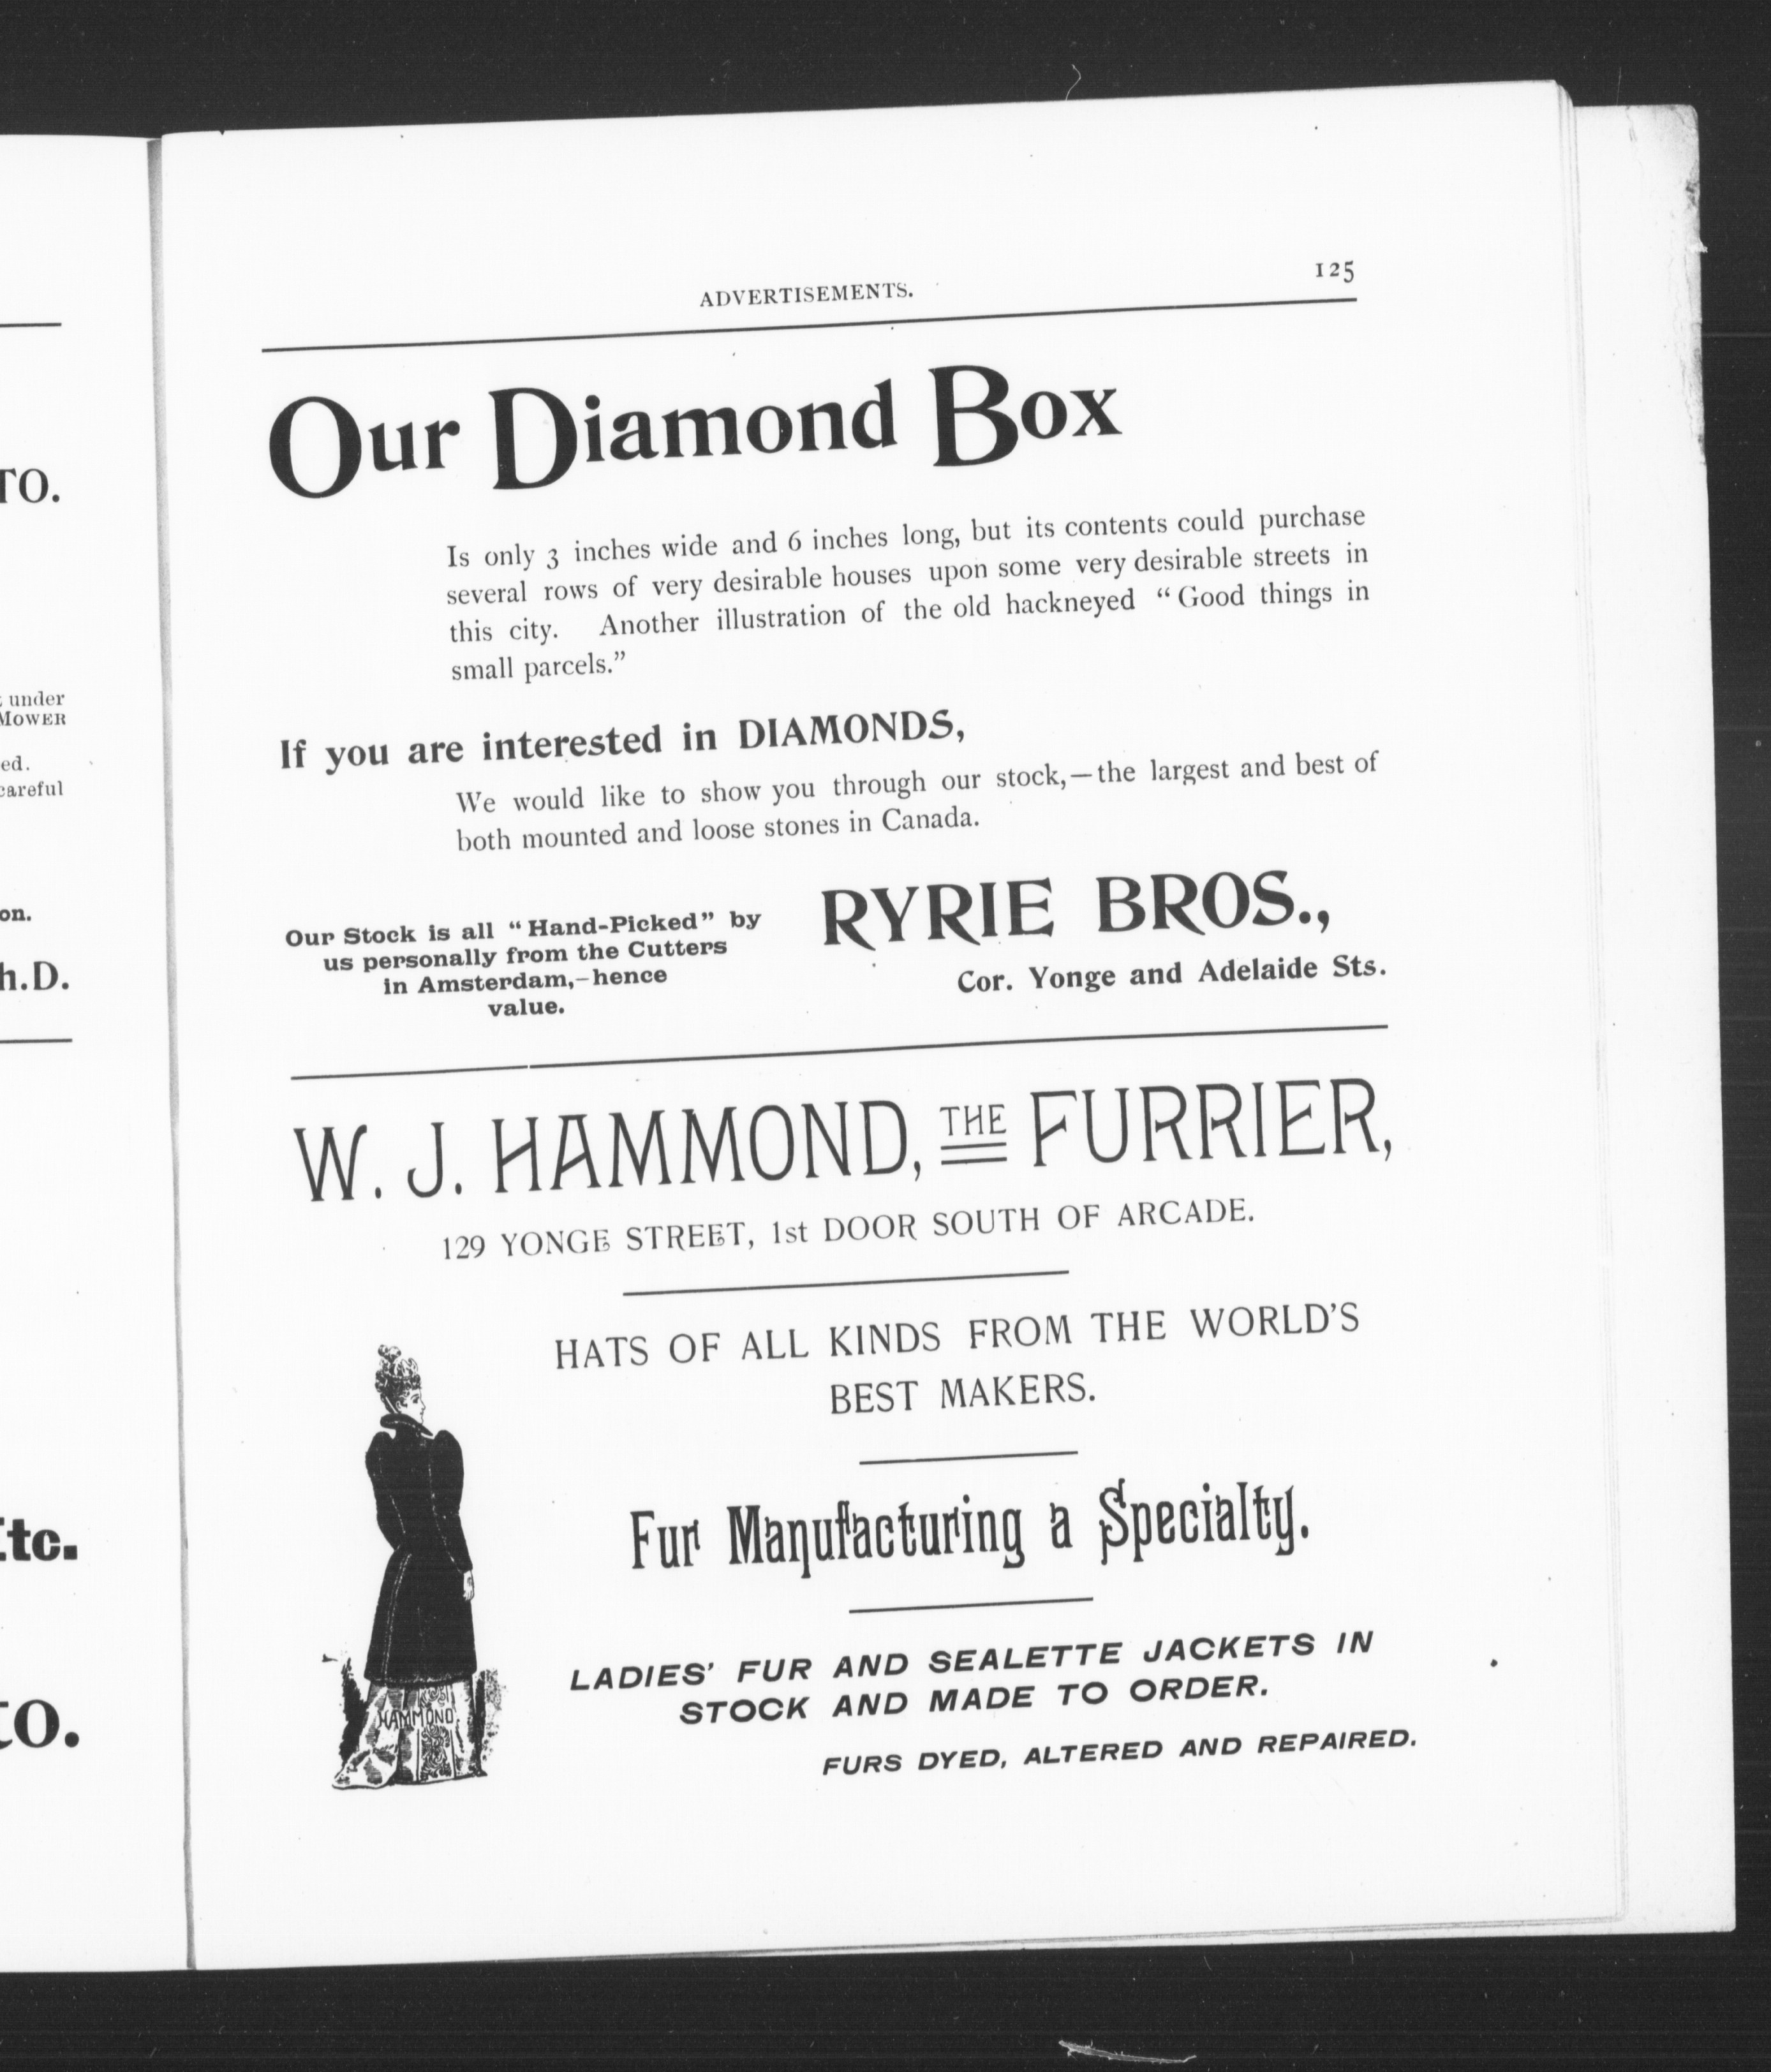 TO.
under
MOWER
ed.
careful
on.
h.D.
Etc.
to.
125
ADVERTISEMENTS.
Our Diamond Box
Is only 3 inches wide and 6 inches long, but its contents could purchase
several rows of very desirable houses upon some very desirable streets in
this city. Another illustration of the old hackneyed “Good things in
small parcels.”
If you are interested in DIAMONDS,
We would like to show you through our stock,—the largest and best of
both mounted and loose stones in Canada.
Our Stock is all “Hand-Picked” by
us personally from the Cutters
in Amsterdam,—hence
value.
RYRIE BROS.,
Cor. Yonge and Adelaide Sts.
W. J. HAMMOND, THE FURRIER,
129 YONGE STREET, 1st DOOR SOUTH OF ARCADE.
HATS OF ALL KINDS FROM THE WORLD'S
BEST MAKERS.
Fur Manufacturing a Specialty.
LADIES' FUR AND SEALETTE JACKETS IN
STOCK AND MADE TO ORDER.
FURS DYED, ALTERED AND REPAIRED.
HAMMOND.